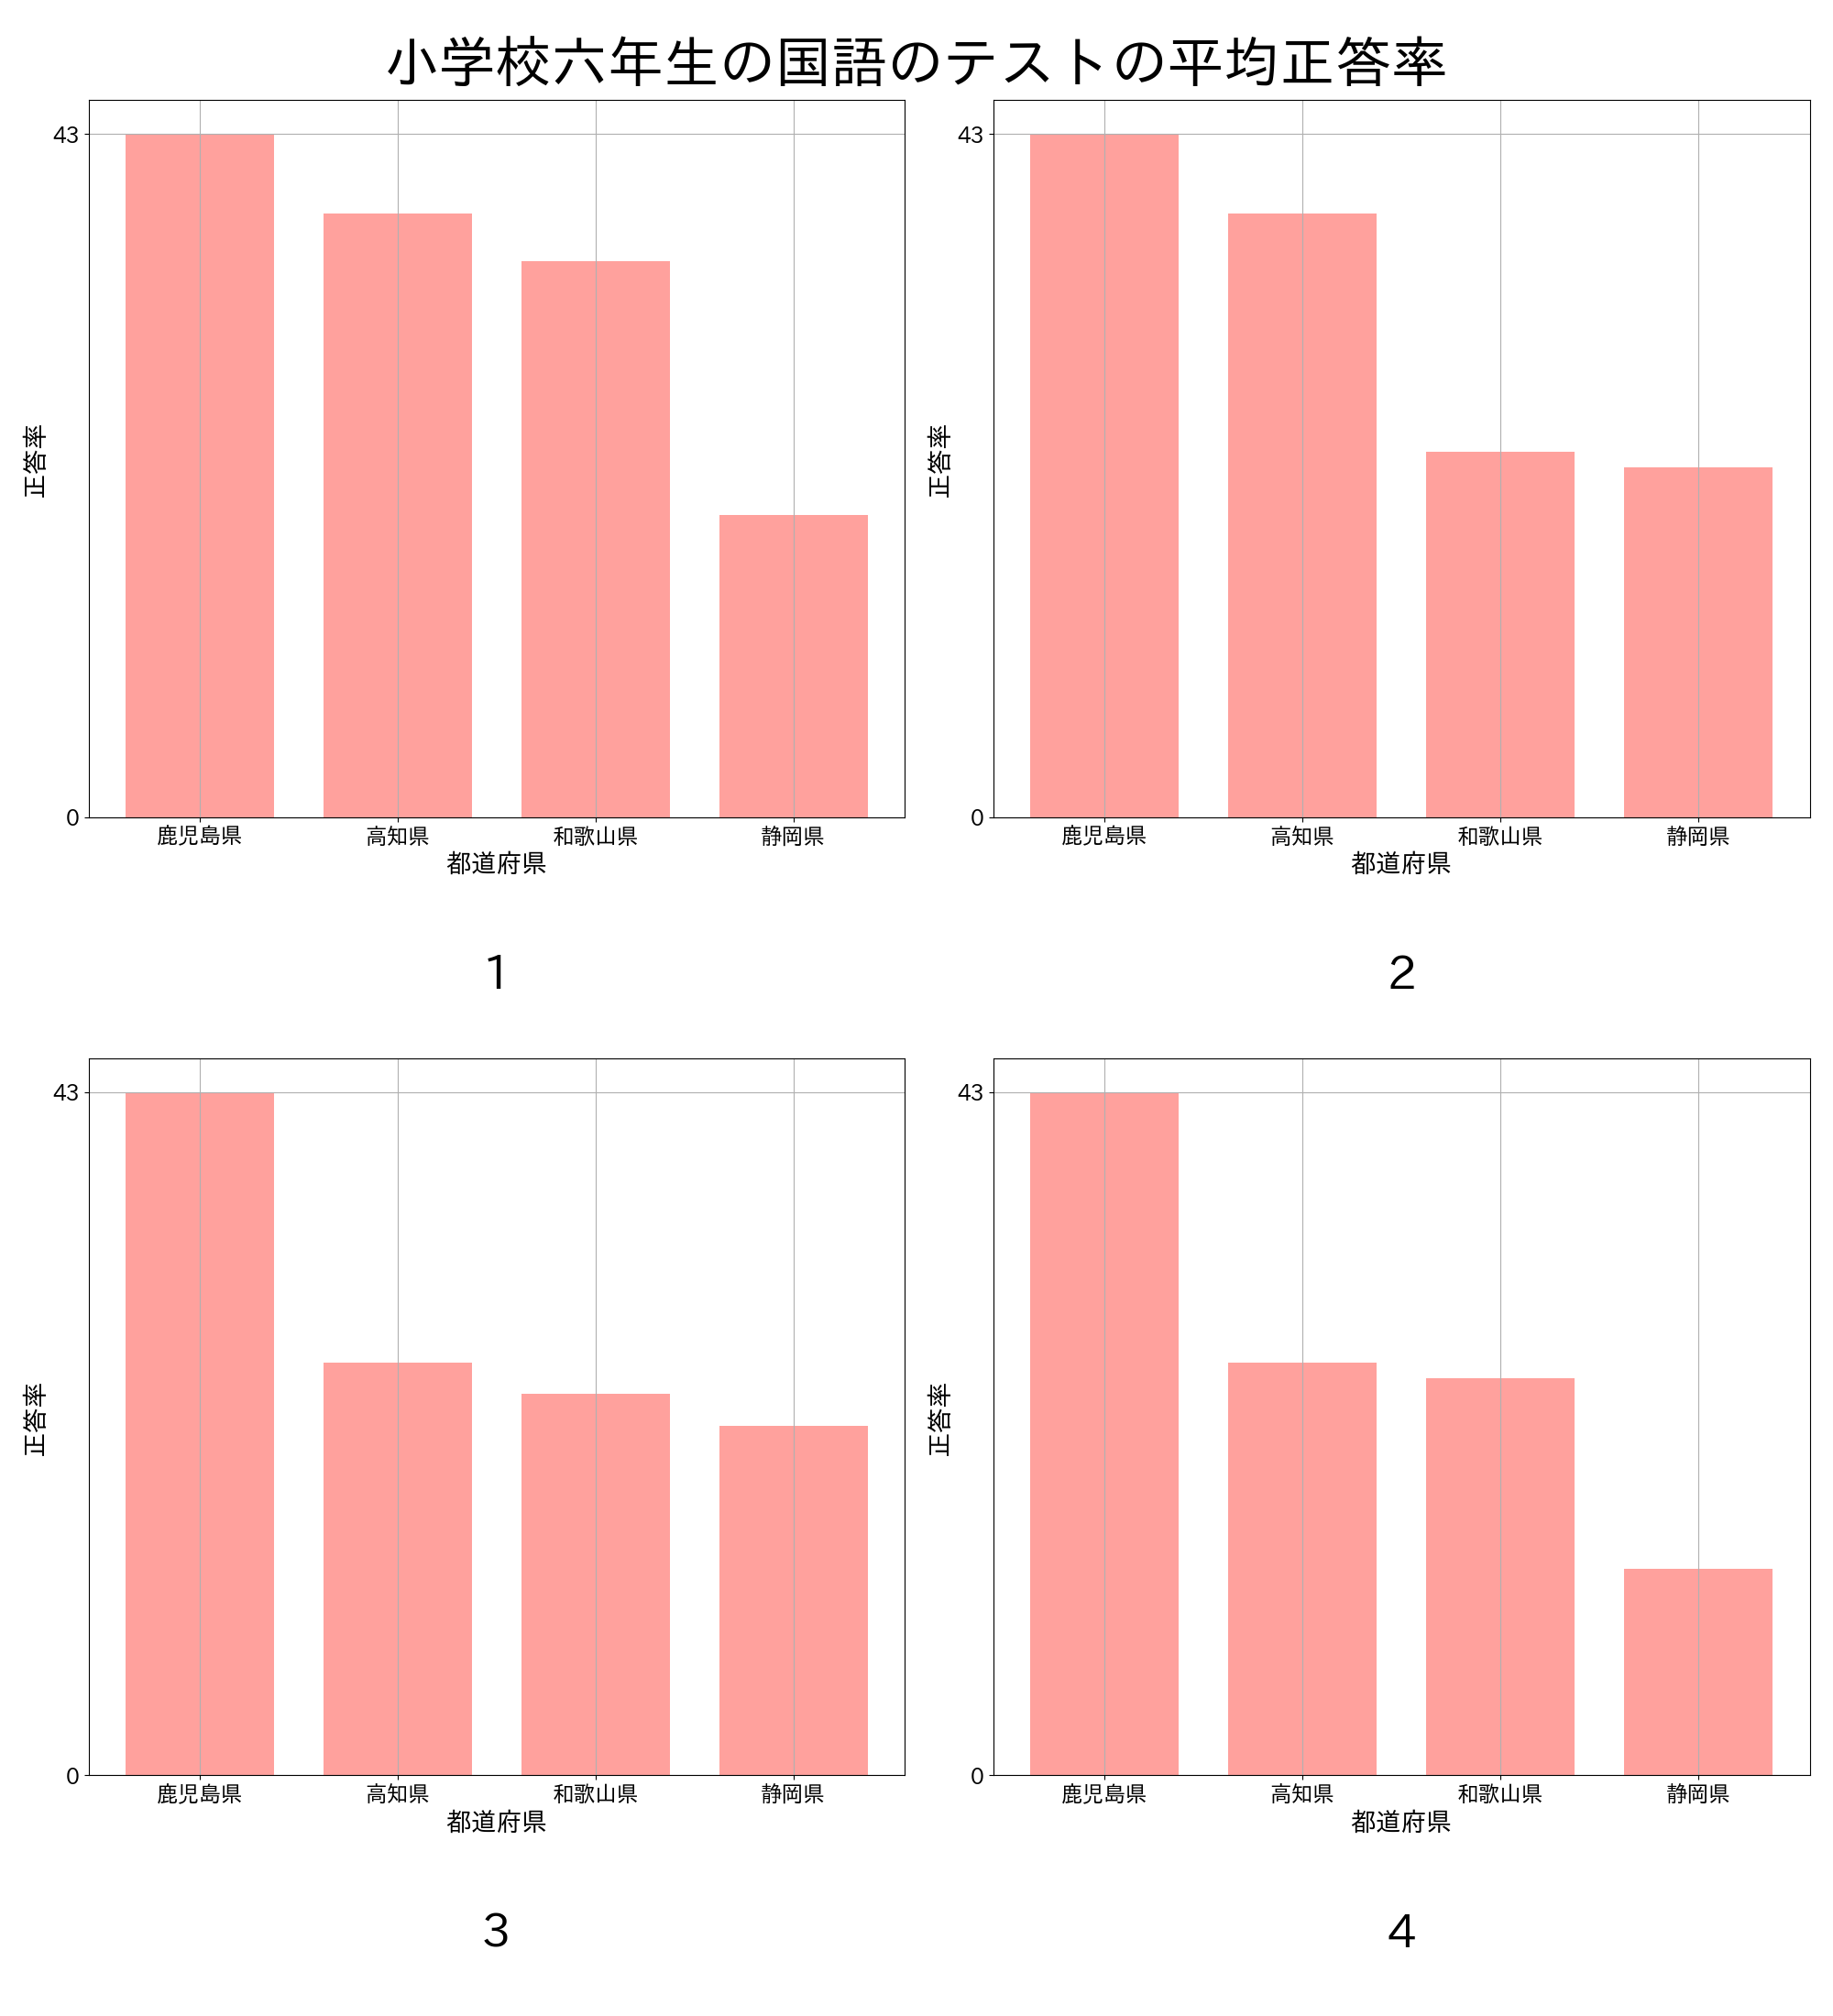 小学校六年生の国語のテストの平均正答率
43
0
正答率
鹿児島県 高知県 和歌山県 静岡県
都道府県
1
43
0
正答率
鹿児島県 高知県 和歌山県 静岡県
都道府県
2
43
0
正答率
鹿児島県 高知県 和歌山県 静岡県
都道府県
3
43
0
正答率
鹿児島県 高知県 和歌山県 静岡県
都道府県
4